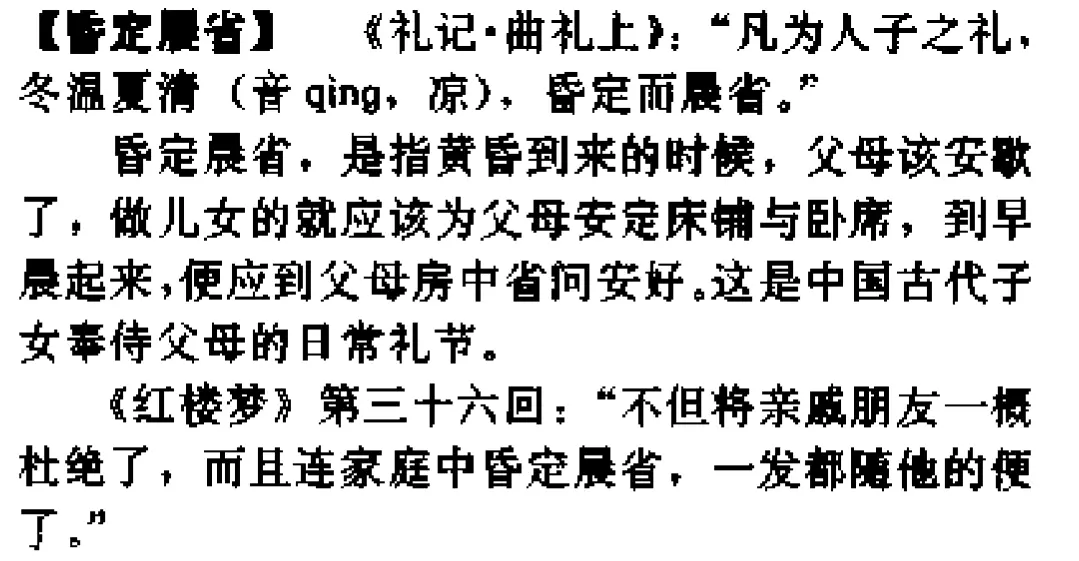 【昏定晨省】 《礼记·曲礼上》：“凡为人子之礼，
冬温夏清（音qing，凉），昏定而晨省。”
昏定晨省，是指黄昏到来的时候，父母该安歇
了，做儿女的就应该为父母安定床铺与卧席，到早
晨起来，便应到父母房中省问安好。这是中国古代子
女奉侍父母的日常礼节。
《红楼梦》第三十六回：“不但将亲戚朋友一概
杜绝了，而且连家庭中昏定晨省，一发都随他的便
了。”